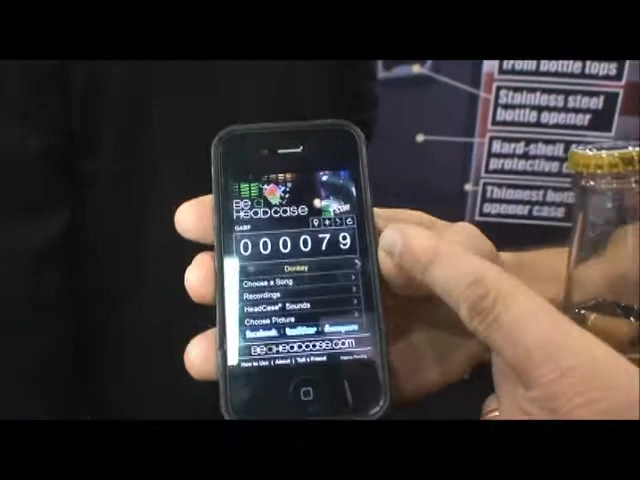 from bottle tops
Stainless steel
bottle opener
Hard-shell,
protective
Thinnest
opener case
BE a
HEADCASE
000079
Donkey
Choose a Song
Recordings
HeadCase® Sounds
Choose Picture
facebook twitter
BEaHEADCASE.COM
How to Use | About | Tell a Friend